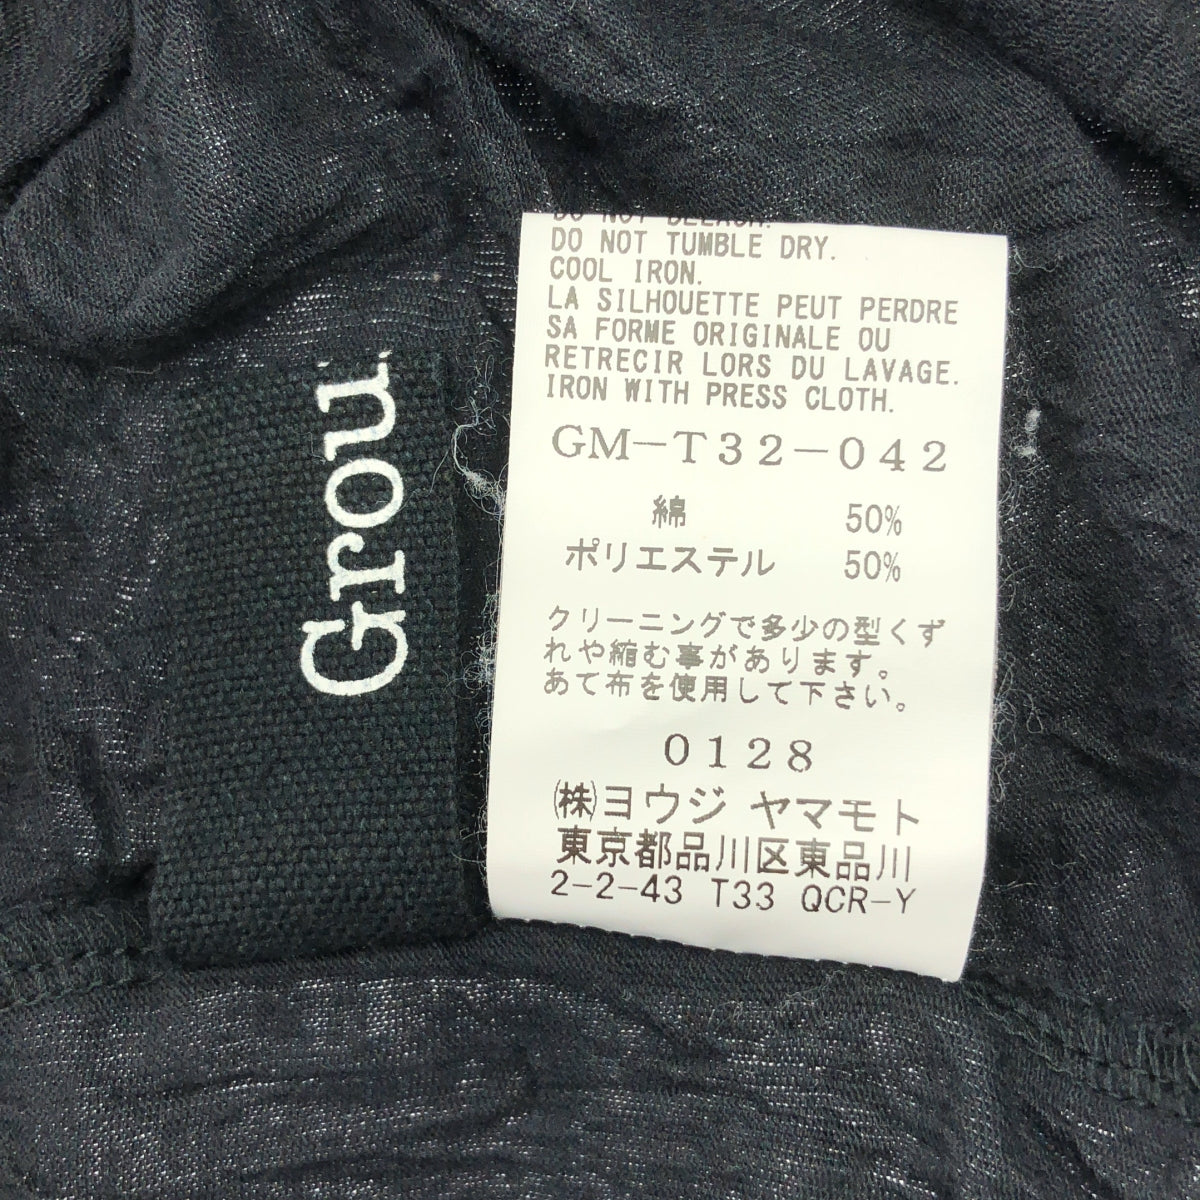 DO NOT BLEACH.
DO NOT TUMBLE DRY.
COOL IRON.
LA SILHOUETTE PEUT PERDRE
SA FORME ORIGINALE OU
RETRECIR LORS DU LAVAGE.
IRON WITH PRESS CLOTH.
GM-T32-042
綿 50%
ポリエステル 50%
クリーニングで多少の型くず
れや縮む事があります。
あて布を使用して下さい。
0128
㈱ヨウジ ヤマモト
東京都品川区東品川
2-2-43 T33 QCR-Y
Grou